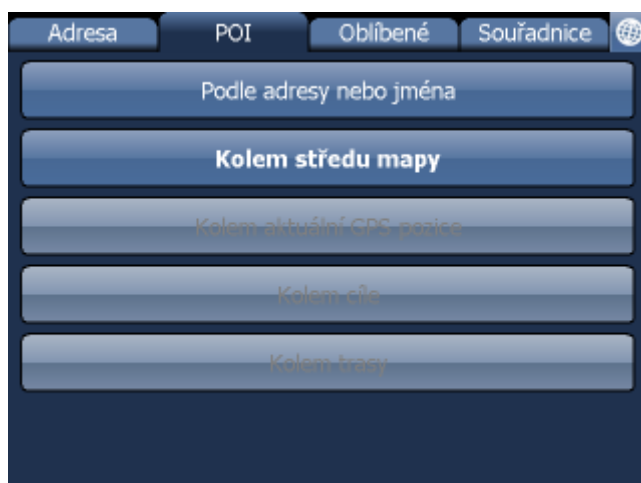 Adresa
POI
Oblíbené
Souřadnice
Podle adresy nebo jména
Kolem středu mapy
Kolem aktuální GPS pozice
Kolem cíle
Kolem trasy